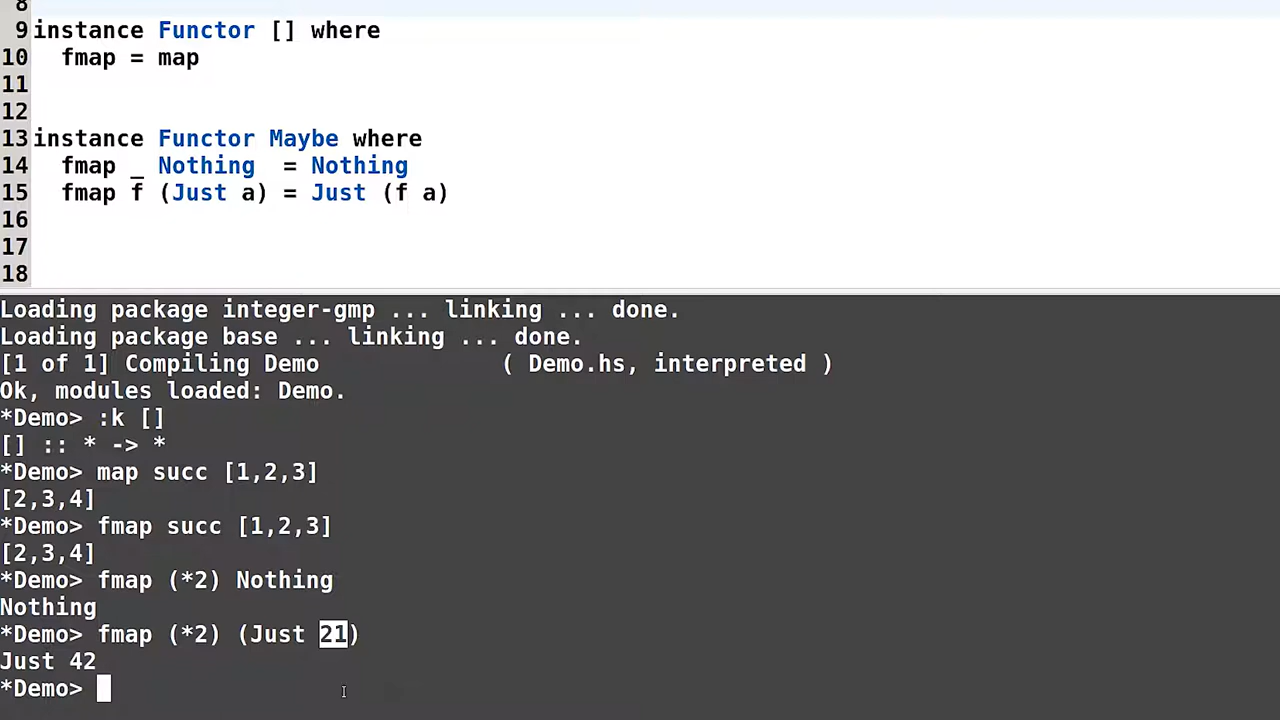 8
9 instance Functor [] where
10   fmap = map
11
12
13 instance Functor Maybe where
14   fmap _ Nothing  = Nothing
15   fmap f (Just a) = Just (f a)
16
17
18
Loading package integer-gmp ... linking ... done.
Loading package base ... linking ... done.
[1 of 1] Compiling Demo             ( Demo.hs, interpreted )
Ok, modules loaded: Demo.
*Demo> :k []
[] :: * -> *
*Demo> map succ [1,2,3]
[2,3,4]
*Demo> fmap succ [1,2,3]
[2,3,4]
*Demo> fmap (*2) Nothing
Nothing
*Demo> fmap (*2) (Just 21)
Just 42
*Demo>